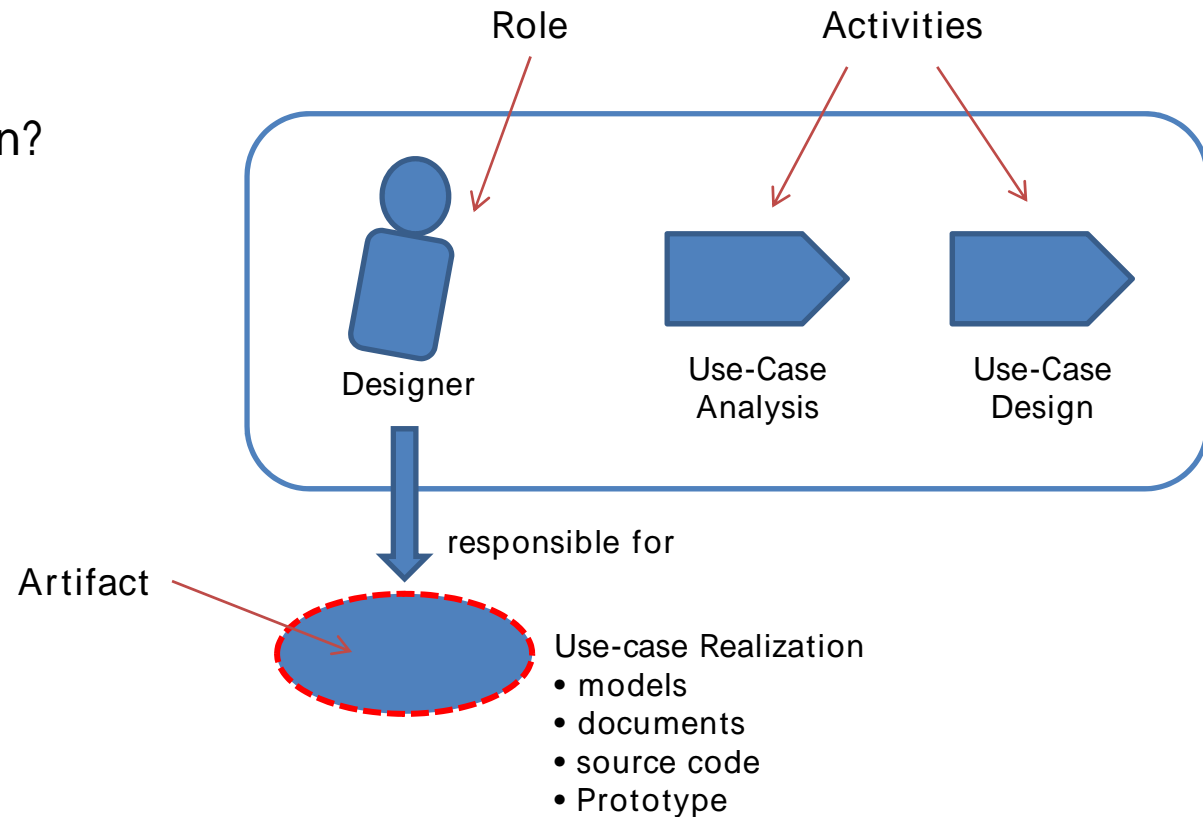 Role
Activities
n?
Designer
Use-Case
Analysis
Use-Case
Design
responsible for
Artifact
Use-case Realization
• models
• documents
• source code
• Prototype